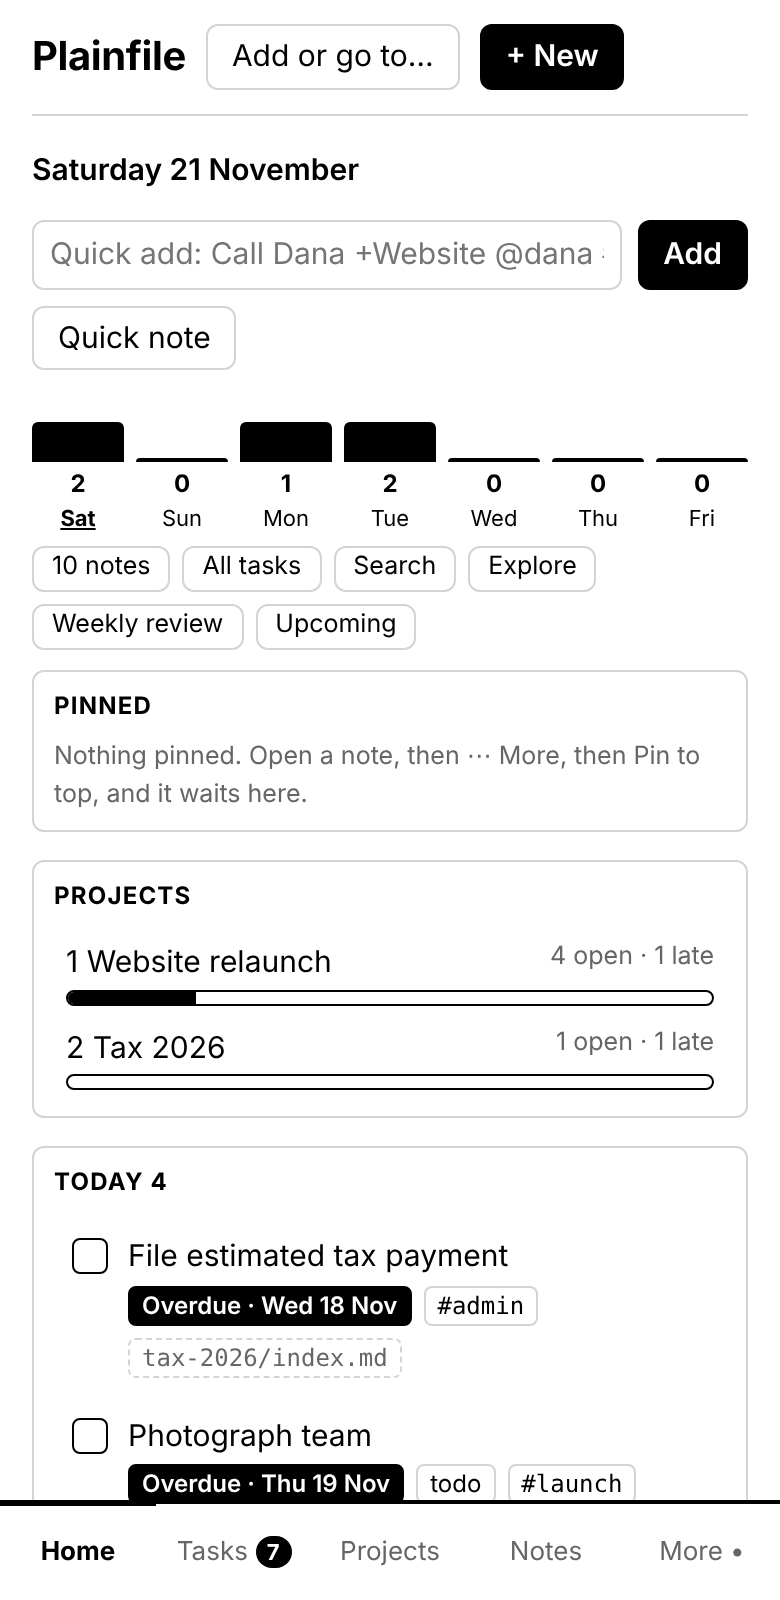 Plainfile
Add or go to…
+ New
Saturday 21 November
Quick add: Call Dana +Website @dana
Add
Quick note
2 0 1 2 0 0 0
Sat Sun Mon Tue Wed Thu Fri
10 notes All tasks Search Explore
Weekly review Upcoming
PINNED
Nothing pinned. Open a note, then ⋯ More, then Pin to
top, and it waits here.
PROJECTS
1 Website relaunch 4 open · 1 late
2 Tax 2026 1 open · 1 late
TODAY 4
File estimated tax payment
Overdue · Wed 18 Nov #admin
tax-2026/index.md
Photograph team
Overdue · Thu 19 Nov todo #launch
Home Tasks 7 Projects Notes More •